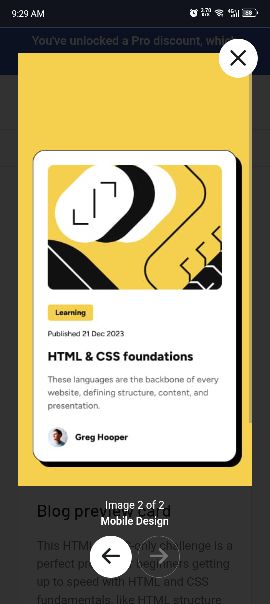 9:29 AM
You've unlocked a Pro discount, whic
Learning
Published 21 Dec 2023
HTML & CSS foundations
These languages are the backbone of every
website, defining structure, content, and
presentation.
Greg Hooper
Image 2 of 2
Blog preview card
Mobile Design
This HTML CSS-only challenge is a
perfect beginners getting
up to speed with HTML and CSS
fundamentals, like HTML structure